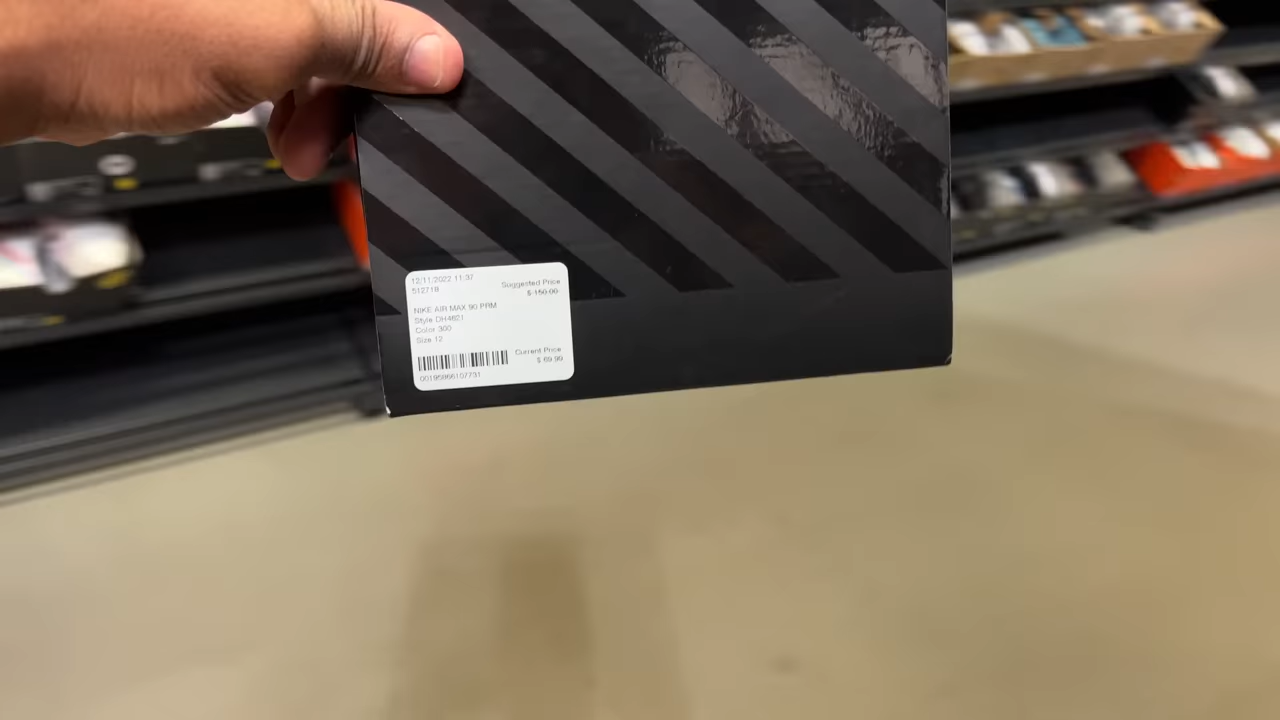 12/11/2022 11:37
51271B
Suggested Price
$ 150.00
NIKE AIR MAX 90 PRM
Style DH4621
Color 300
Size 12
Current Price
$ 69.99
00195866107731